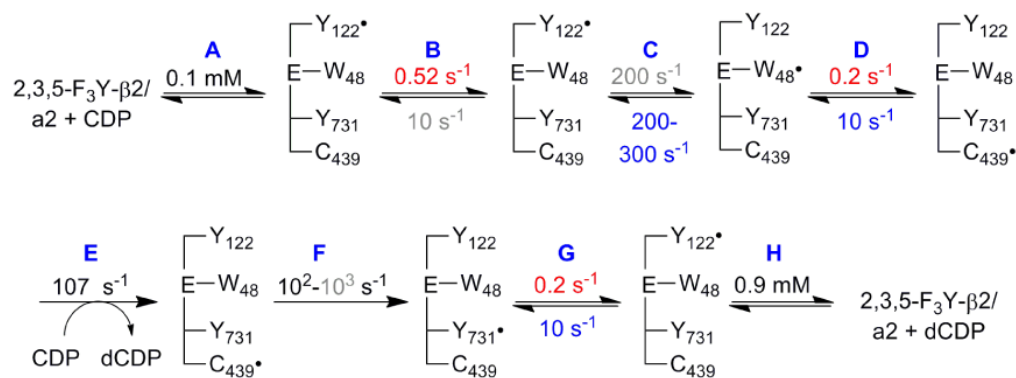 A B C D
2,3,5-F₃Y-β2/
a2 + CDP
0.1 mM
Y₁₂₂•
E W₄₈
Y₇₃₁
C₄₃₉
0.52 s⁻¹
10 s⁻¹
Y₁₂₂•
E W₄₈
Y₇₃₁
C₄₃₉
200 s⁻¹
200-
300 s⁻¹
Y₁₂₂
E W₄₈•
Y₇₃₁
C₄₃₉
0.2 s⁻¹
10 s⁻¹
Y₁₂₂
E W₄₈
Y₇₃₁
C₄₃₉•
E F G H
107 s⁻¹
CDP dCDP
Y₁₂₂
E W₄₈
Y₇₃₁
C₄₃₉•
10²-10³ s⁻¹
Y₁₂₂
E W₄₈
Y₇₃₁•
C₄₃₉
0.2 s⁻¹
10 s⁻¹
Y₁₂₂•
E W₄₈
Y₇₃₁
C₄₃₉
0.9 mM
2,3,5-F₃Y-β2/
a2 + dCDP